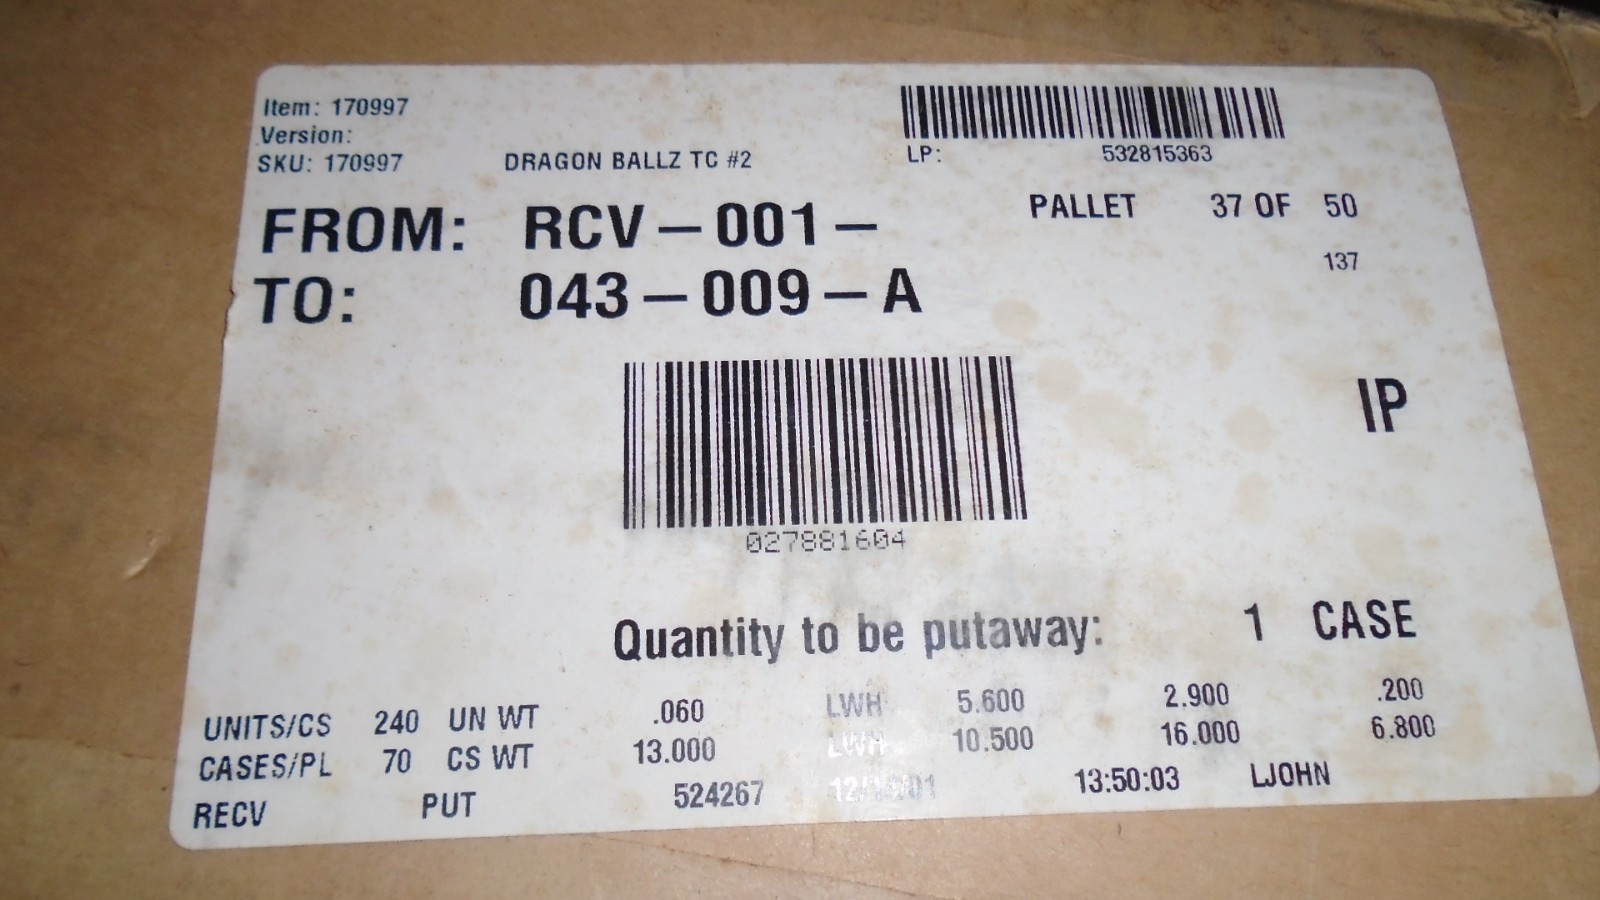 Item: 170997
Version:
SKU: 170997 DRAGON BALLZ TC #2
LP: 532815363
FROM: RCV – 001 –
PALLET 37 OF 50
TO: 043 – 009 – A
137
IP
027881604
Quantity to be putaway: 1 CASE
UNITS/CS 240 UN WT .060 LWH 5.600 2.900 .200
CASES/PL 70 CS WT 13.000 LWH 10.500 16.000 6.800
RECV PUT 524267 13:50:03 LJOHN